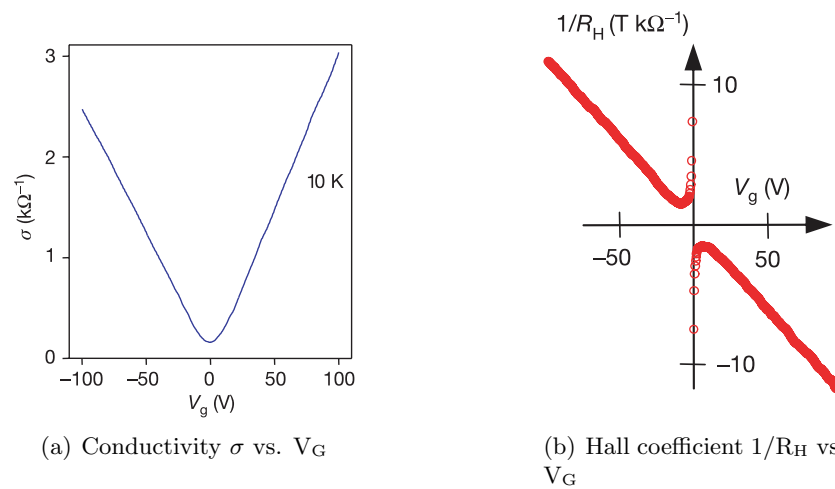 3
2
1
0
σ (kΩ⁻¹)
10 K
−100 −50 0 50 100
V_g (V)
(a) Conductivity σ vs. V_G
1/R_H (T kΩ⁻¹)
10
V_g (V)
−50 50
−10
(b) Hall coefficient 1/R_H vs
V_G